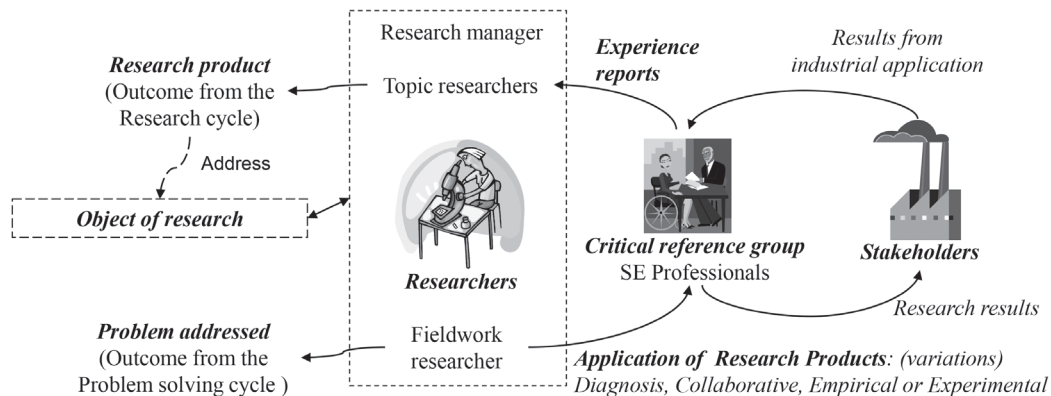 Research manager
Topic researchers
Research product
(Outcome from the
Research cycle)
Address
Object of research
Researchers
Problem addressed
(Outcome from the
Problem solving cycle )
Fieldwork
researcher
Experience
reports
Results from
industrial application
Critical reference group
SE Professionals
Stakeholders
Research results
Application of Research Products: (variations)
Diagnosis, Collaborative, Empirical or Experimental